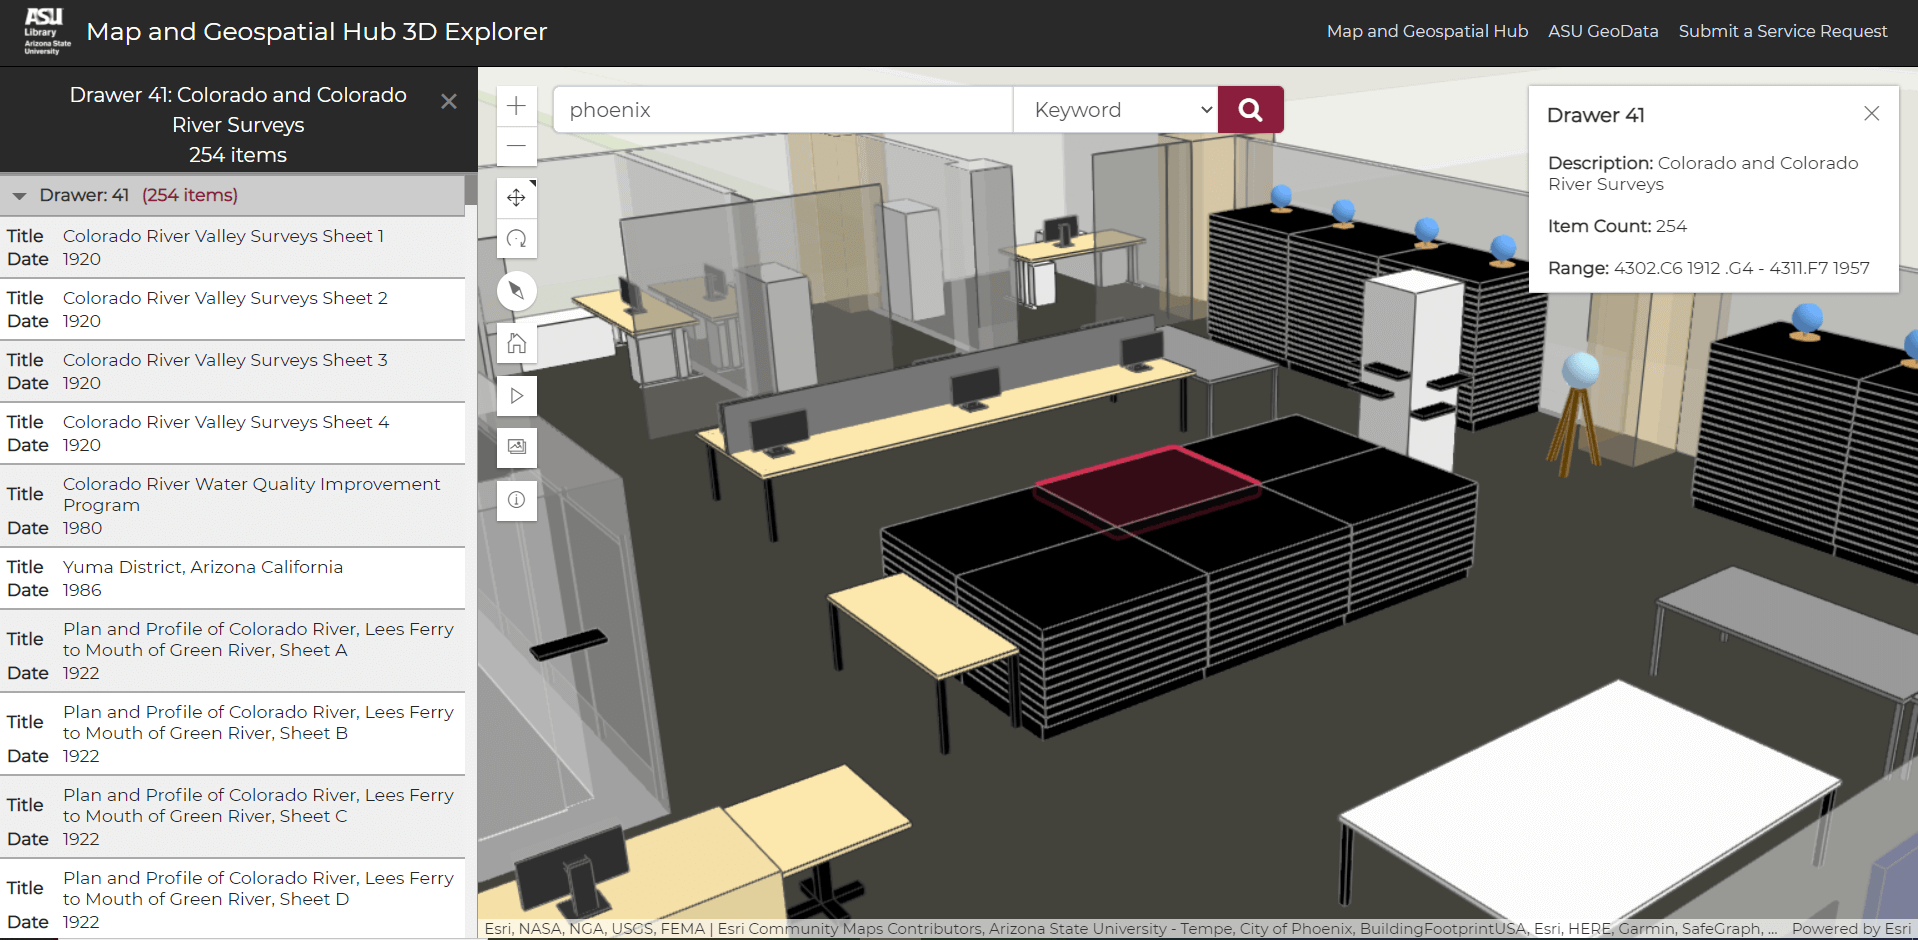 ASU
Library
Arizona State
University
Map and Geospatial Hub 3D Explorer
Map and Geospatial Hub
ASU GeoData
Submit a Service Request
Drawer 41: Colorado and Colorado
River Surveys
254 items
Drawer: 41 (254 items)
Title Colorado River Valley Surveys Sheet 1
Date 1920
Title Colorado River Valley Surveys Sheet 2
Date 1920
Title Colorado River Valley Surveys Sheet 3
Date 1920
Title Colorado River Valley Surveys Sheet 4
Date 1920
Title Colorado River Water Quality Improvement
Program
Date 1980
Title Yuma District, Arizona California
Date 1986
Title Plan and Profile of Colorado River, Lees Ferry
to Mouth of Green River, Sheet A
Date 1922
Title Plan and Profile of Colorado River, Lees Ferry
to Mouth of Green River, Sheet B
Date 1922
Title Plan and Profile of Colorado River, Lees Ferry
to Mouth of Green River, Sheet C
Date 1922
Title Plan and Profile of Colorado River, Lees Ferry
to Mouth of Green River, Sheet D
Date 1922
phoenix
Keyword
Drawer 41
Description: Colorado and Colorado
River Surveys
Item Count: 254
Range: 4302.C6 1912 .G4 - 4311.F7 1957
Esri, NASA, NGA, USGS, FEMA | Esri Community Maps Contributors, Arizona State University - Tempe, City of Phoenix, BuildingFootprintUSA, Esri, HERE, Garmin, SafeGraph, ...
Powered by Esri